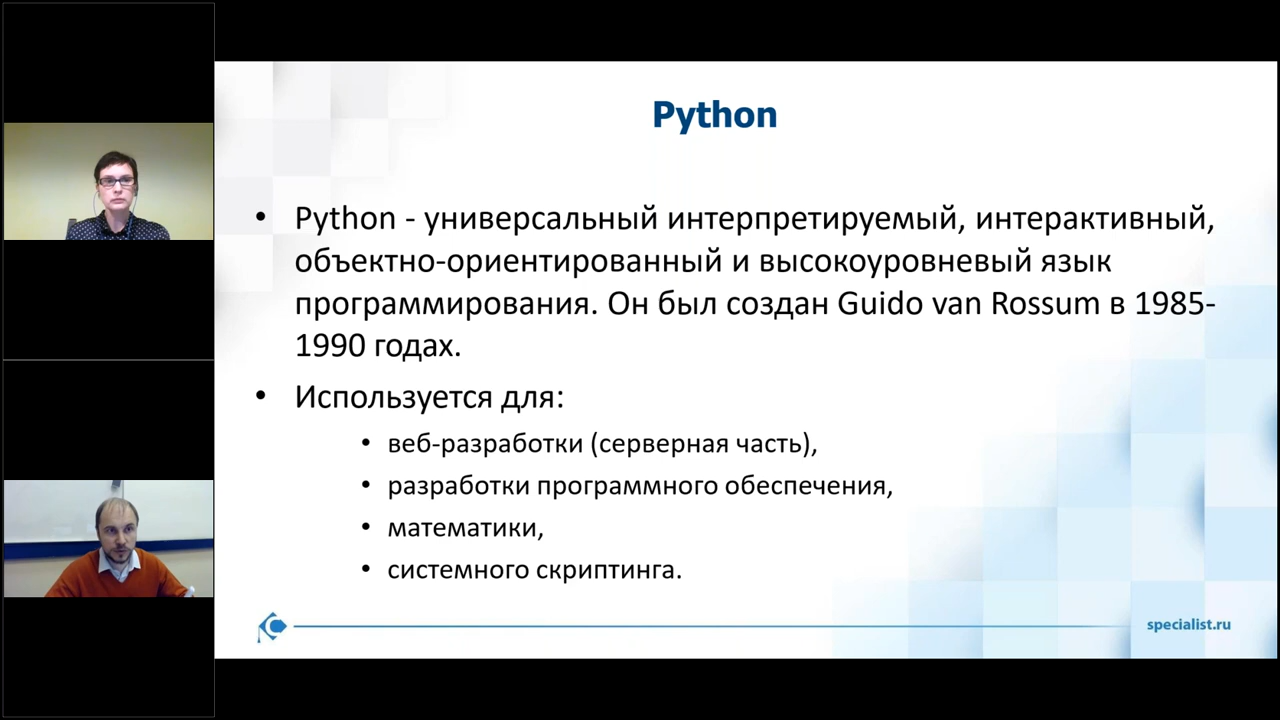 Python
• Python - универсальный интерпретируемый, интерактивный,
объектно-ориентированный и высокоуровневый язык
программирования. Он был создан Guido van Rossum в 1985-
1990 годах.
• Используется для:
• веб-разработки (серверная часть),
• разработки программного обеспечения,
• математики,
• системного скриптинга.
specialist.ru